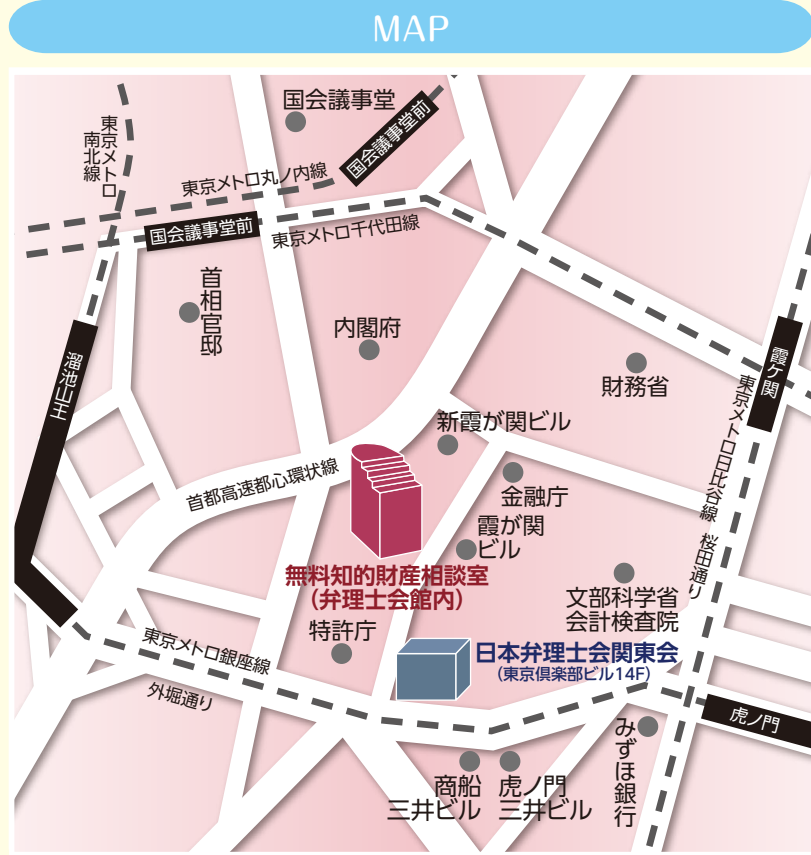 MAP
国会議事堂
国会議事堂前
東京メトロ
南北線
東京メトロ丸ノ内線
国会議事堂前
東京メトロ千代田線
首相官邸
内閣府
溜池山王
霞ケ関
財務省
東京メトロ日比谷線 桜田通り
新霞が関ビル
首都高速都心環状線
金融庁
霞が関
ビル
無料知的財産相談室
(弁理士会館内)
文部科学省
会計検査院
特許庁
東京メトロ銀座線
日本弁理士会関東会
(東京倶楽部ビル14F)
外堀通り
虎ノ門
みずほ銀行
商船
三井ビル
虎ノ門
三井ビル